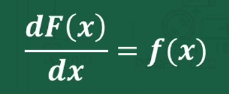 dF(x)/dx = f(x)